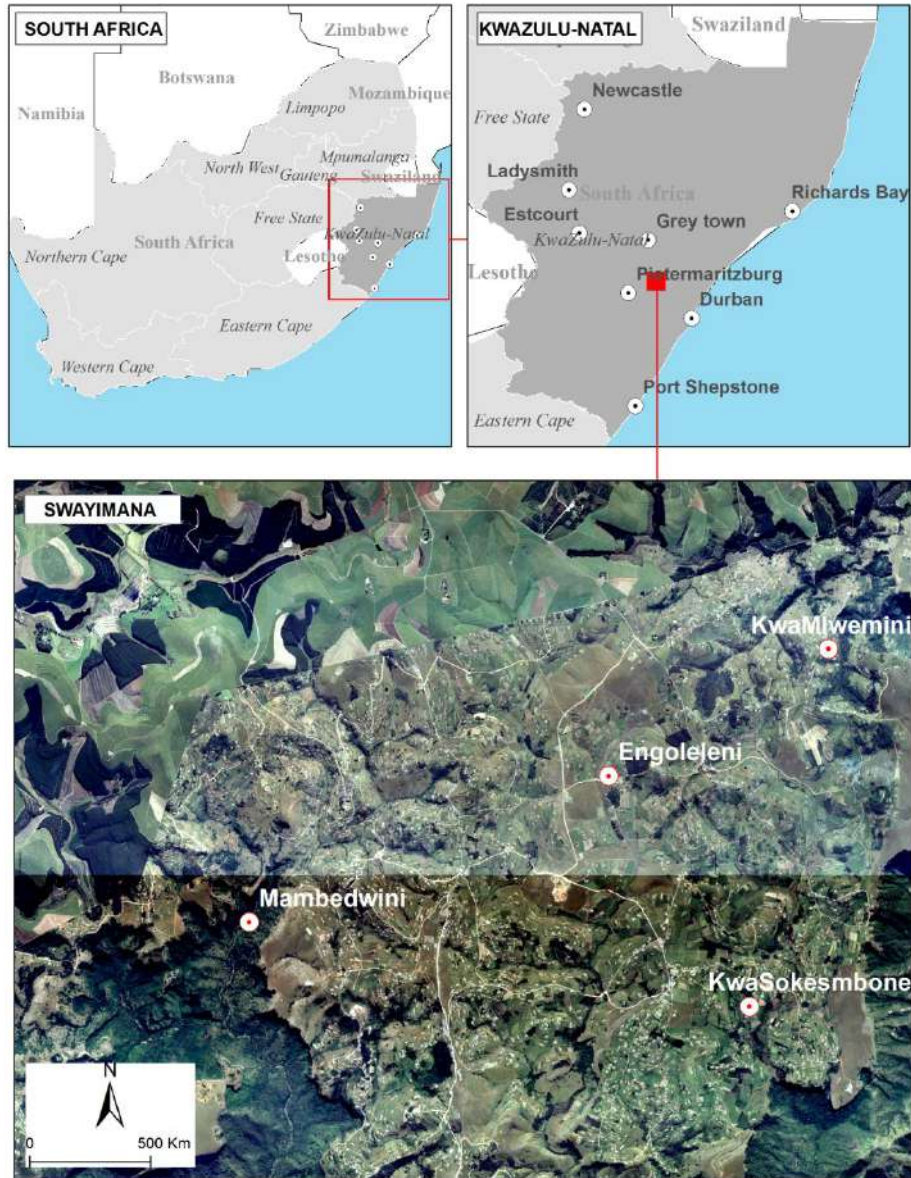 SOUTH AFRICA
Zimbabwe
Botswana
Namibia
Mozambique
Limpopo
North West
Mpumalanga
Gauteng
Swaziland
Free State
South Africa
KwaZulu-Natal
Lesotho
Northern Cape
Eastern Cape
Western Cape
KWAZULU-NATAL
Swaziland
Newcastle
Free State
Ladysmith
South Africa
Richards Bay
Estcourt
Grey town
KwaZulu-Natal
Lesotho
Pietermaritzburg
Durban
Port Shepstone
Eastern Cape
SWAYIMANA
KwaMlwemini
Engoleleni
Mambedwini
KwaSokesmbone
N
0 500 Km